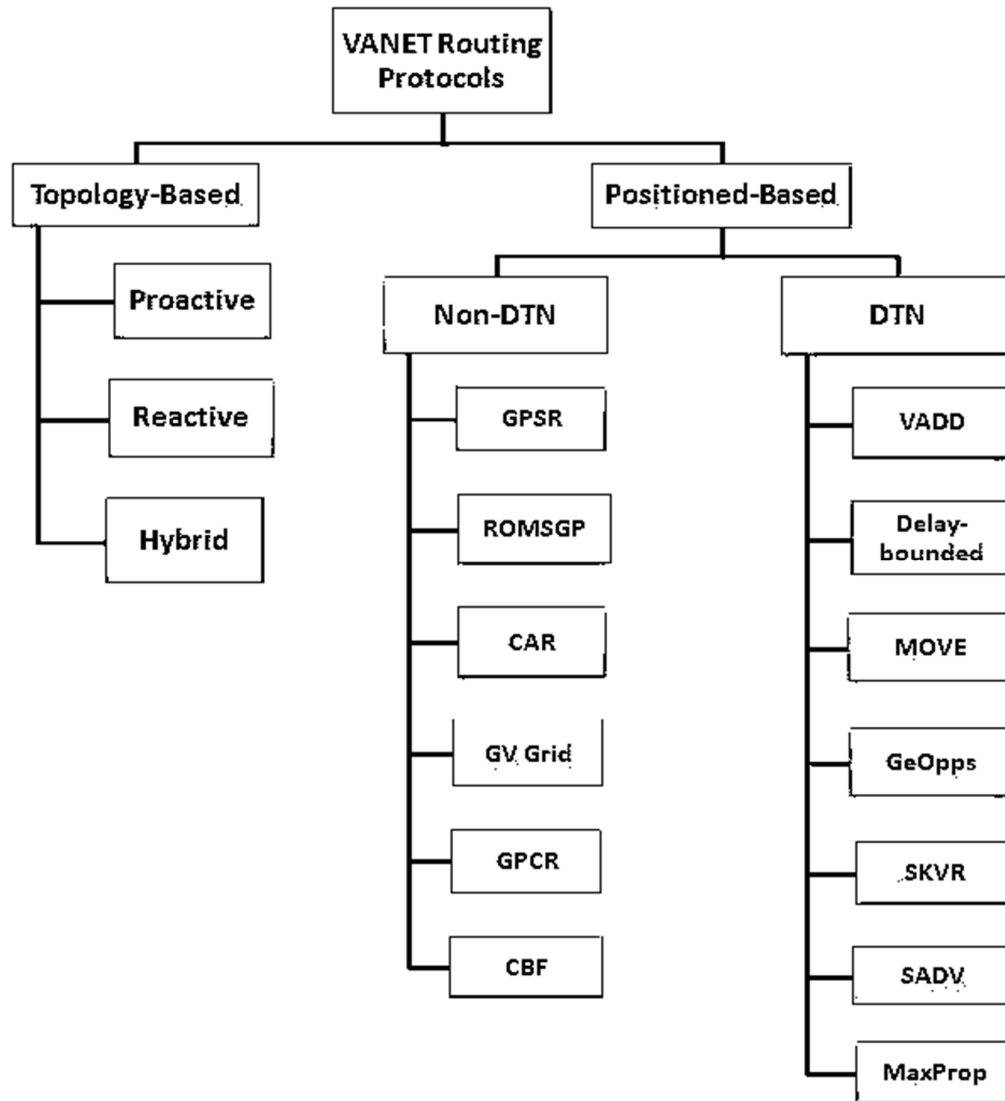 VANET Routing
Protocols
Topology-Based
Positioned-Based
Proactive
Reactive
Hybrid
Non-DTN
GPSR
ROMSGP
CAR
GV Grid
GPCR
CBF
DTN
VADD
Delay-
bounded
MOVE
GeOpps
SKVR
SADV
MaxProp